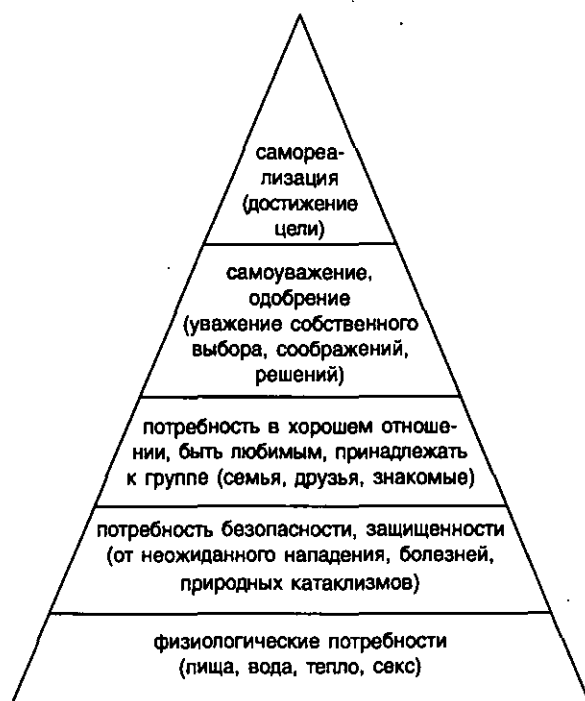 самореа-
лизация
(достижение
цели)
самоуважение,
одобрение
(уважение собственного
выбора, соображений,
решений)
потребность в хорошем отноше-
нии, быть любимым, принадлежать
к группе (семья, друзья, знакомые)
потребность безопасности, защищенности
(от неожиданного нападения, болезней,
природных катаклизмов)
физиологические потребности
(пища, вода, тепло, секс)